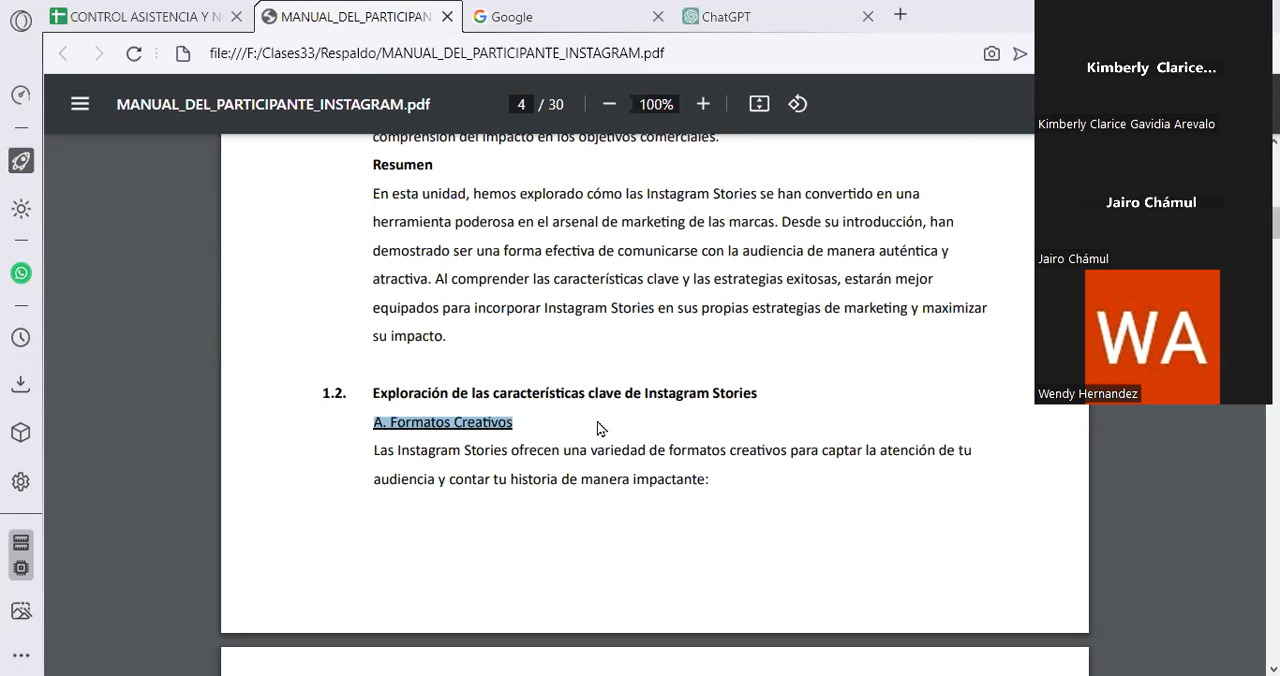 CONTROL ASISTENCIA Y N
MANUAL_DEL_PARTICIPAN
Google
ChatGPT
file:///F:/Clases33/Respaldo/MANUAL_DEL_PARTICIPANTE_INSTAGRAM.pdf
MANUAL_DEL_PARTICIPANTE_INSTAGRAM.pdf
4 / 30
100%
comprensión del impacto en los objetivos comerciales.
Resumen
En esta unidad, hemos explorado cómo las Instagram Stories se han convertido en una
herramienta poderosa en el arsenal de marketing de las marcas. Desde su introducción, han
demostrado ser una forma efectiva de comunicarse con la audiencia de manera auténtica y
atractiva. Al comprender las características clave y las estrategias exitosas, estarán mejor
equipados para incorporar Instagram Stories en sus propias estrategias de marketing y maximizar
su impacto.
1.2. Exploración de las características clave de Instagram Stories
A. Formatos Creativos
Las Instagram Stories ofrecen una variedad de formatos creativos para captar la atención de tu
audiencia y contar tu historia de manera impactante:
Kimberly Clarice...
Kimberly Clarice Gavidia Arevalo
Jairo Chámul
Jairo Chámul
WA
Wendy Hernandez